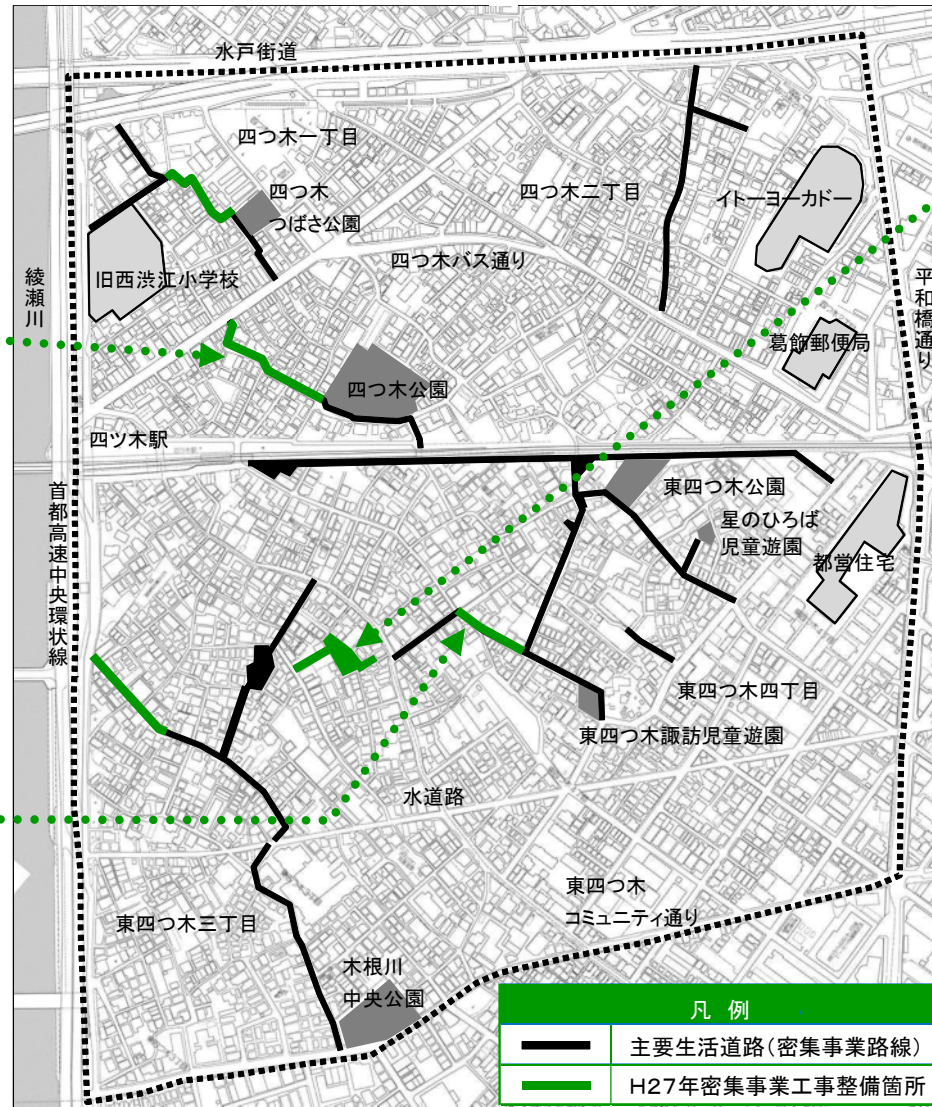 水戸街道
四つ木一丁目
四つ木
つばさ公園
四つ木二丁目
イトーヨーカドー
四つ木バス通り
旧西渋江小学校
綾瀬川
平和橋通り
葛飾郵便局
四つ木公園
四ツ木駅
東四つ木公園
星のひろば
児童遊園
都営住宅
首都高速中央環状線
東四つ木四丁目
東四つ木諏訪児童遊園
水道路
東四つ木
コミュニティ通り
東四つ木三丁目
木根川
中央公園
凡 例
主要生活道路(密集事業路線)
H27年密集事業工事整備箇所